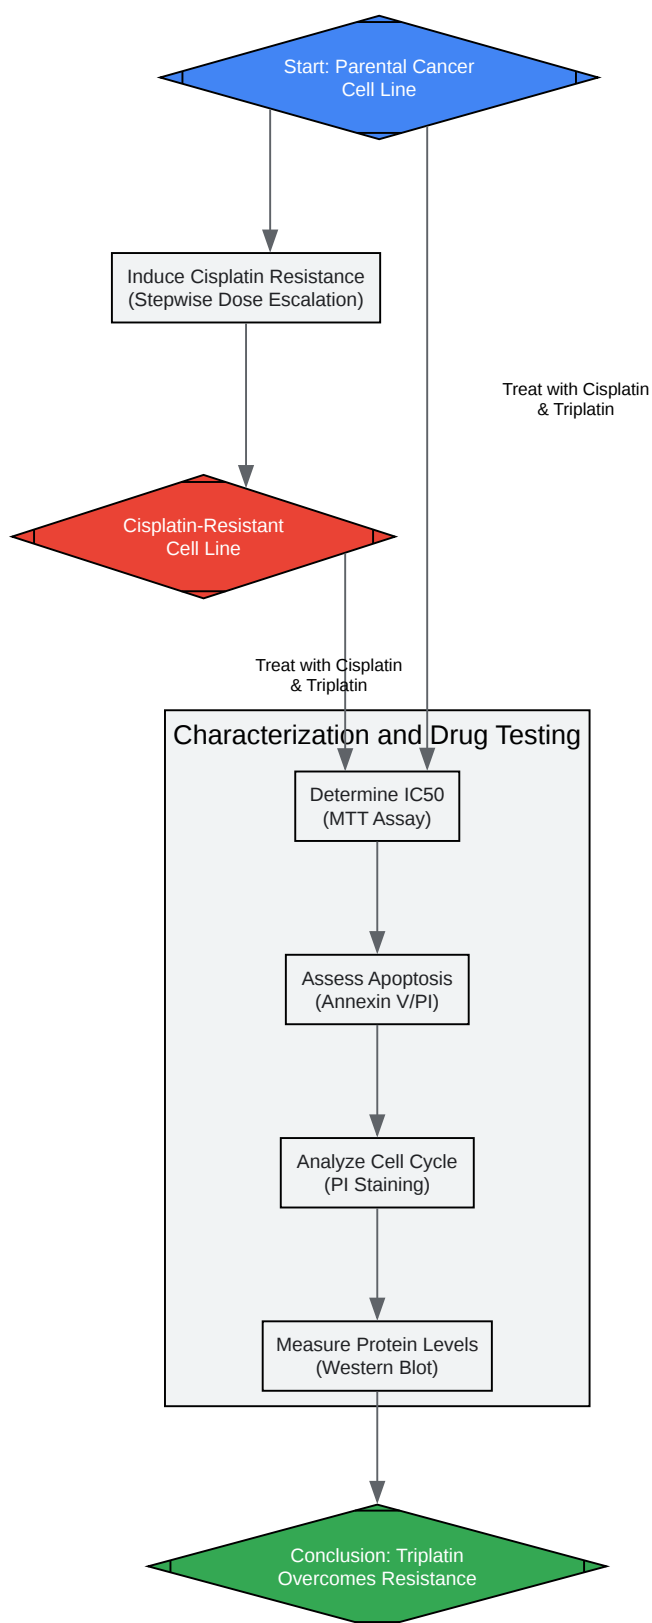 Start: Parental Cancer
Cell Line
Induce Cisplatin Resistance
(Stepwise Dose Escalation)
Treat with Cisplatin
& Triplatin
Cisplatin-Resistant
Cell Line
Treat with Cisplatin
& Triplatin
Characterization and Drug Testing
Determine IC50
(MTT Assay)
Assess Apoptosis
(Annexin V/PI)
Analyze Cell Cycle
(PI Staining)
Measure Protein Levels
(Western Blot)
Conclusion: Triplatin
Overcomes Resistance